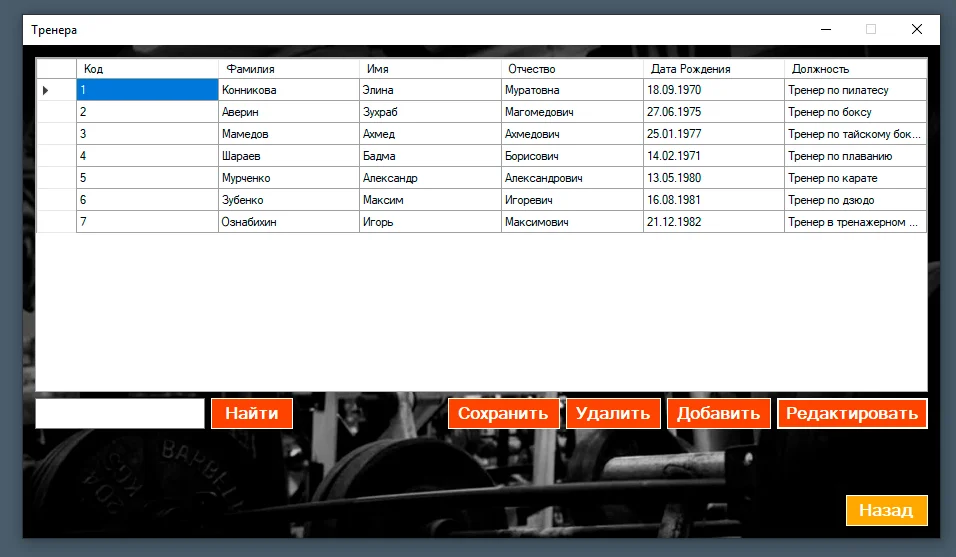 Тренера
Код Фамилия Имя Отчество Дата Рождения Должность
1 Конникова Элина Муратовна 18.09.1970 Тренер по пилатесу
2 Аверин Зухраб Магомедович 27.06.1975 Тренер по боксу
3 Мамедов Ахмед Ахмедович 25.01.1977 Тренер по тайскому бок...
4 Шараев Бадма Борисович 14.02.1971 Тренер по плаванию
5 Мурченко Александр Александрович 13.05.1980 Тренер по карате
6 Зубенко Максим Игоревич 16.08.1981 Тренер по дзюдо
7 Ознабихин Игорь Максимович 21.12.1982 Тренер в тренажерном ...
Найти Сохранить Удалить Добавить Редактировать
BARBELL
204
KG
Назад